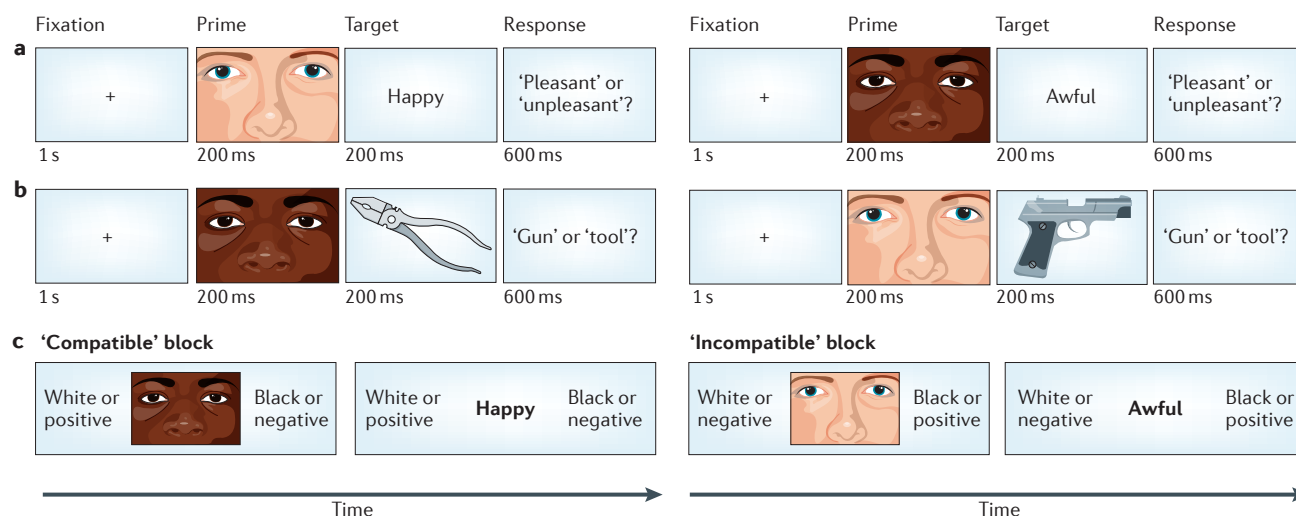 Fixation Prime Target Response Fixation Prime Target Response
a
+ Happy ‘Pleasant’ or ‘unpleasant’? + Awful ‘Pleasant’ or ‘unpleasant’?
1 s 200 ms 200 ms 600 ms 1 s 200 ms 200 ms 600 ms
b
+ ‘Gun’ or ‘tool’? + ‘Gun’ or ‘tool’?
1 s 200 ms 200 ms 600 ms 1 s 200 ms 200 ms 600 ms
c ‘Compatible’ block ‘Incompatible’ block
White or positive Black or negative White or positive Happy Black or negative White or negative Black or positive White or negative Awful Black or positive
Time Time